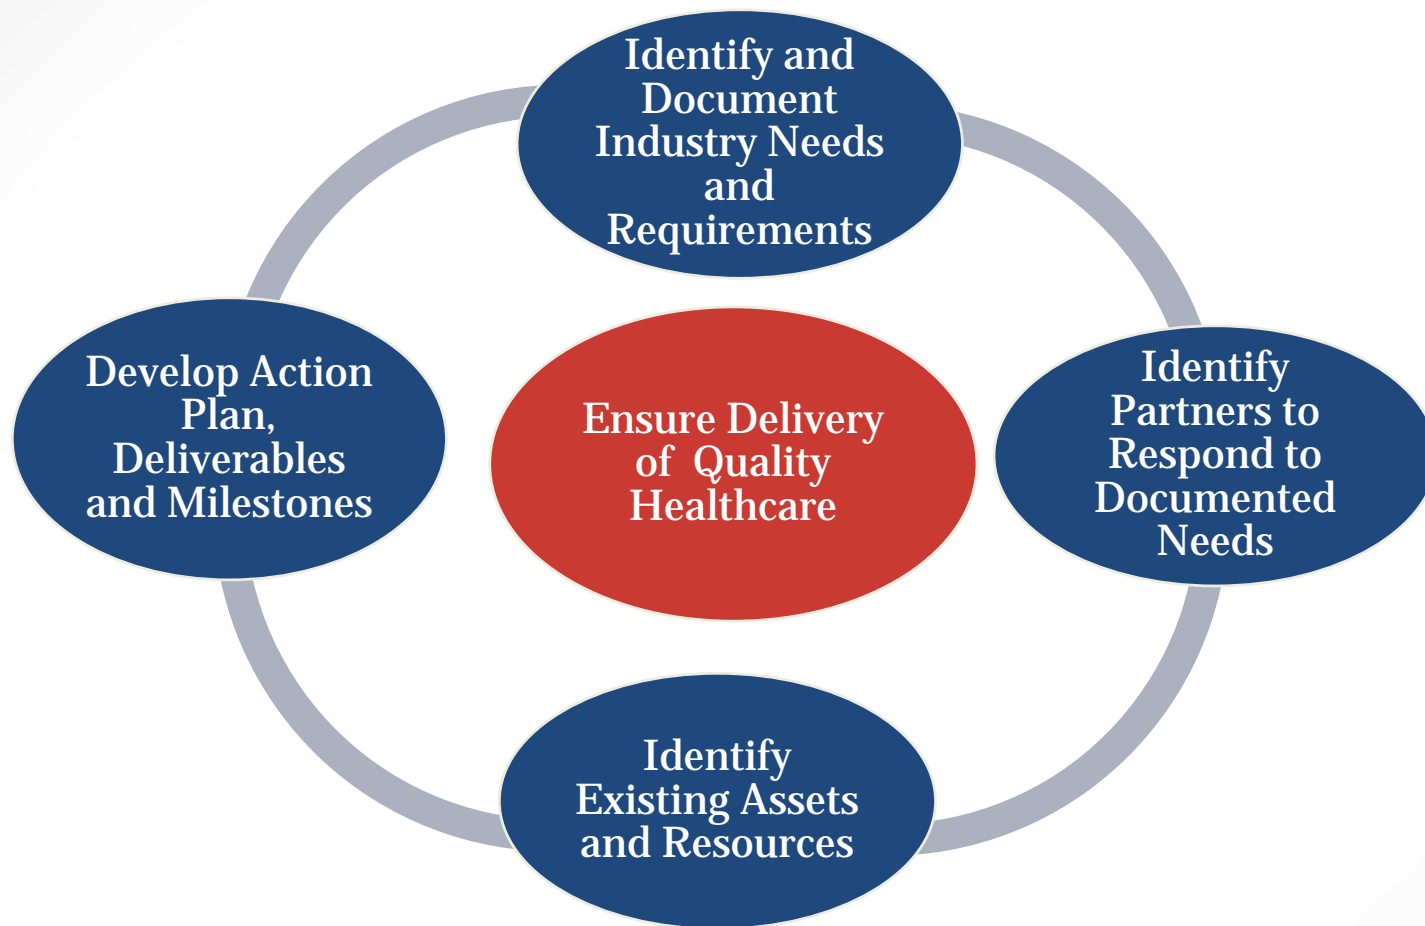 Identify and
Document
Industry Needs
and
Requirements
Develop Action
Plan,
Deliverables
and Milestones
Ensure Delivery
of Quality
Healthcare
Identify
Partners to
Respond to
Documented
Needs
Identify
Existing Assets
and Resources